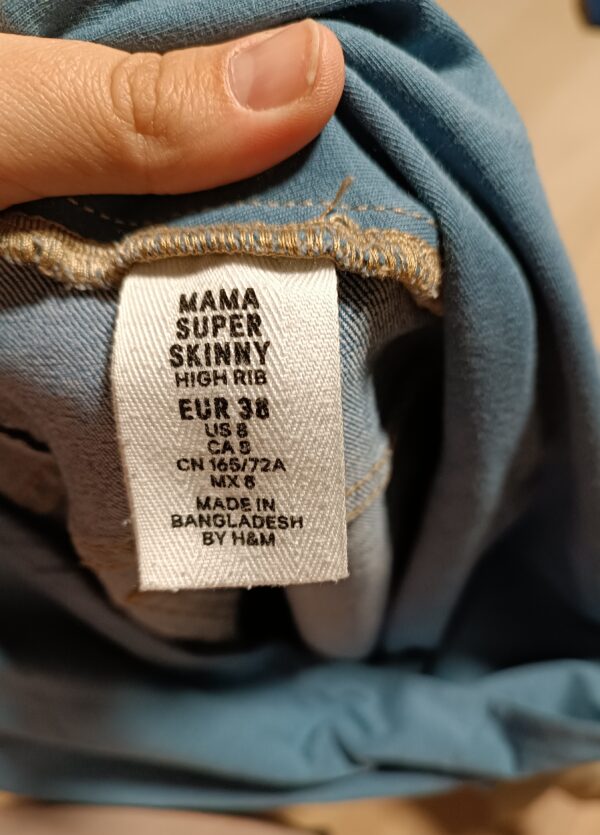 MAMA
SUPER
SKINNY
HIGH RIB
EUR 38
US 8
CA 8
CN 165/72A
MX 8
MADE IN
BANGLADESH
BY H&M